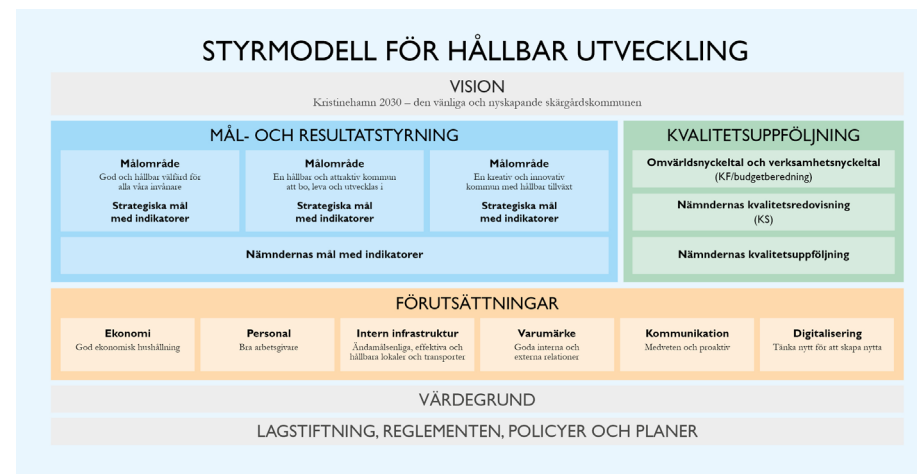 STYRMODELL FÖR HÅLLBAR UTVECKLING
VISION
Kristinehamn 2030 – den vänliga och nyskapande skärgårdskommunen
MÅL- OCH RESULTATSTYRNING
Målområde
God och hållbar välfärd för
alla våra invånare
Strategiska mål
med indikatorer
Målområde
En hållbar och attraktiv kommun
att bo, leva och utvecklas i
Strategiska mål
med indikatorer
Målområde
En kreativ och innovativ
kommun med hållbar tillväxt
Strategiska mål
med indikatorer
Nämndernas mål med indikatorer
KVALITETSUPPFÖLJNING
Omvärldsnyckeltal och verksamhetsnyckeltal
(KF/budgetberedning)
Nämndernas kvalitetsredovisning
(KS)
Nämndernas kvalitetsuppföljning
FÖRUTSÄTTNINGAR
Ekonomi
God ekonomisk hushållning
Personal
Bra arbetsgivare
Intern infrastruktur
Ändamålsenliga, effektiva och
hållbara lokaler och transporter
Varumärke
Goda interna och
externa relationer
Kommunikation
Medveten och proaktiv
Digitalisering
Tänka nytt för att skapa nytta
VÄRDEGRUND
LAGSTIFTNING, REGLEMENTEN, POLICYER OCH PLANER